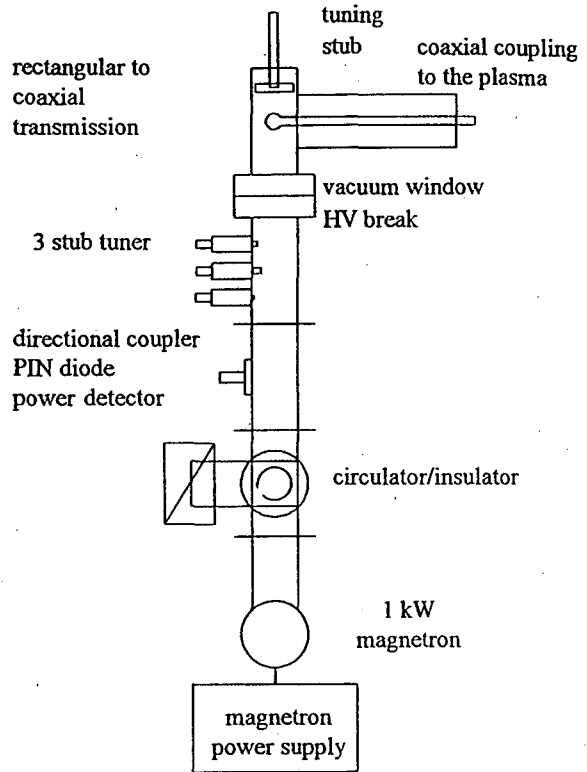 tuning
stub
coaxial coupling
to the plasma
rectangular to
coaxial
transmission
vacuum window
HV break
3 stub tuner
directional coupler
PIN diode
power detector
circulator/insulator
1 kW
magnetron
magnetron
power supply